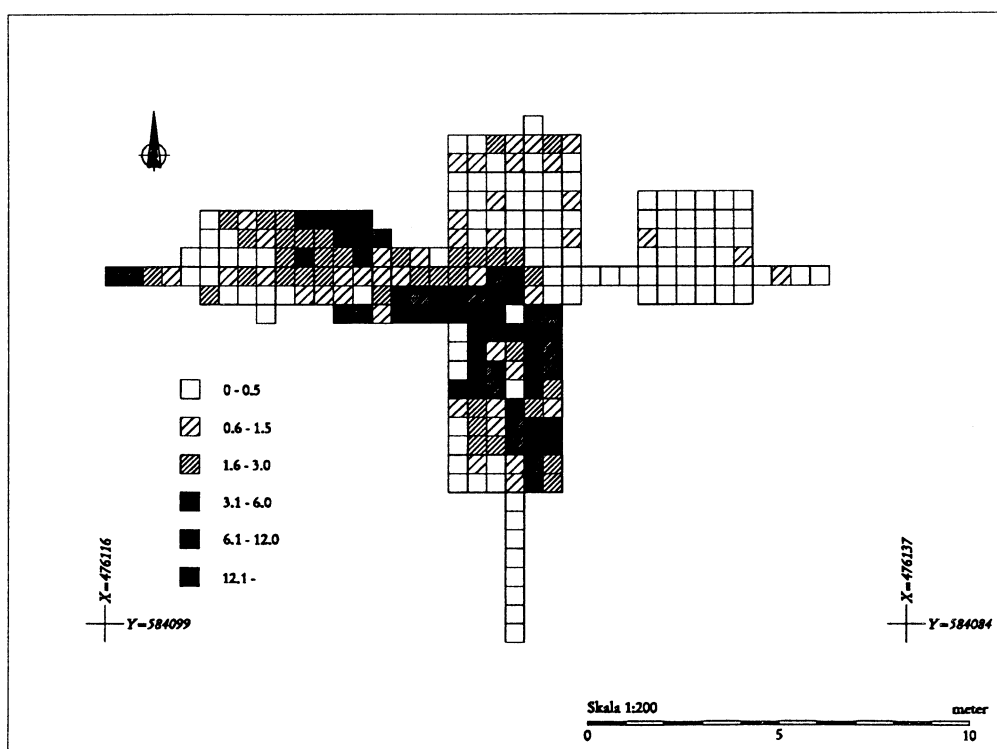 0 - 0.5
0.6 - 1.5
1.6 - 3.0
3.1 - 6.0
6.1 - 12.0
12.1 -
X=476116
Y=584099
X=476137
Y=584084
Skala 1:200 meter
0 5 10